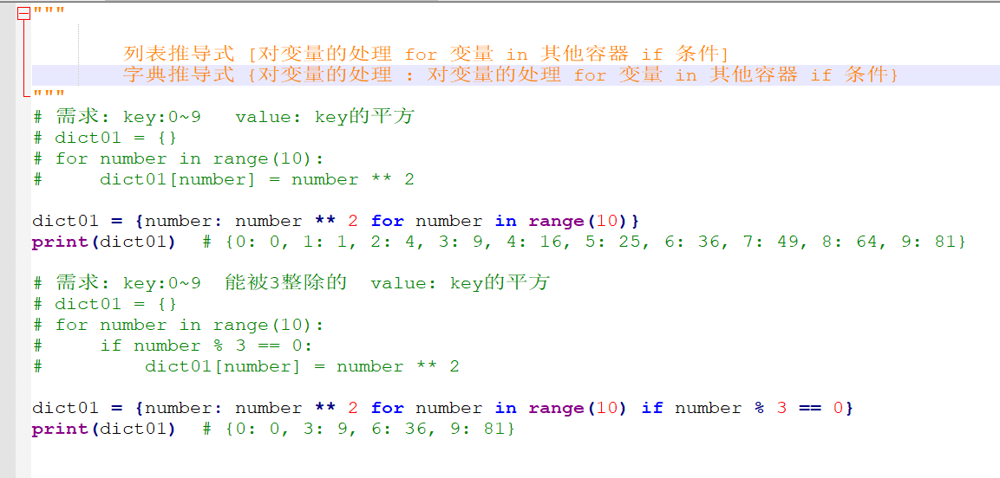 """
列表推导式 [对变量的处理 for 变量 in 其他容器 if 条件]
字典推导式 {对变量的处理 : 对变量的处理 for 变量 in 其他容器 if 条件}
"""
# 需求: key:0~9   value: key的平方
# dict01 = {}
# for number in range(10):
#     dict01[number] = number ** 2
dict01 = {number: number ** 2 for number in range(10)}
print(dict01)  # {0: 0, 1: 1, 2: 4, 3: 9, 4: 16, 5: 25, 6: 36, 7: 49, 8: 64, 9: 81}
# 需求: key:0~9  能被3整除的  value: key的平方
# dict01 = {}
# for number in range(10):
#     if number % 3 == 0:
#         dict01[number] = number ** 2
dict01 = {number: number ** 2 for number in range(10) if number % 3 == 0}
print(dict01)  # {0: 0, 3: 9, 6: 36, 9: 81}